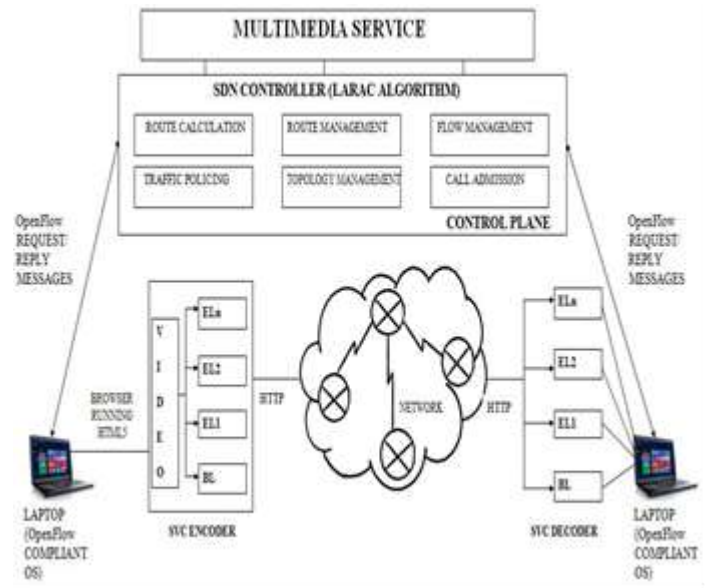 MULTIMEDIA SERVICE
SDN CONTROLLER (LARAC ALGORITHM)
ROUTE CALCULATION
ROUTE MANAGEMENT
FLOW MANAGEMENT
TRAFFIC POLICING
TOPOLOGY MANAGEMENT
CALL ADMISSION
CONTROL PLANE
OpenFlow
REQUEST/
REPLY
MESSAGES
OpenFlow
REQUEST/
REPLY
MESSAGES
BROWSER
RUNNING
HTML5
V
I
D
E
O
ELn
EL2
EL1
BL
HTTP
NETWORK
HTTP
ELn
EL2
EL1
BL
LAPTOP
(OpenFlow
COMPLIANT
OS)
SVC ENCODER
SVC DECODER
LAPTOP
(OpenFlow
COMPLIANT
OS)